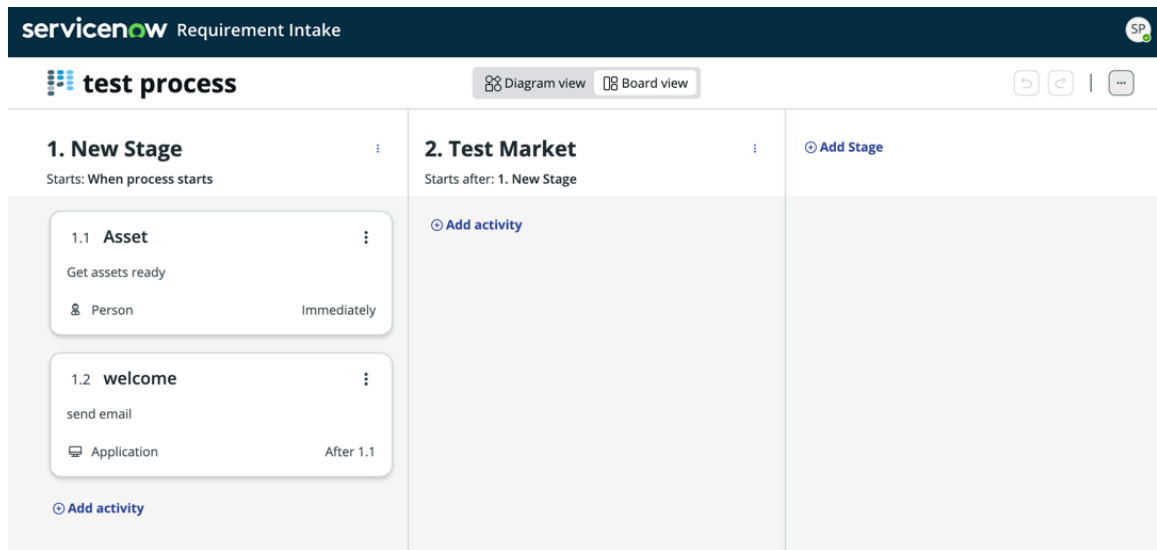 servicenow Requirement Intake
SP
test process
Diagram view
Board view
1. New Stage
Starts: When process starts
1.1 Asset
Get assets ready
Person
Immediately
1.2 welcome
send email
Application
After 1.1
Add activity
2. Test Market
Starts after: 1. New Stage
Add activity
Add Stage